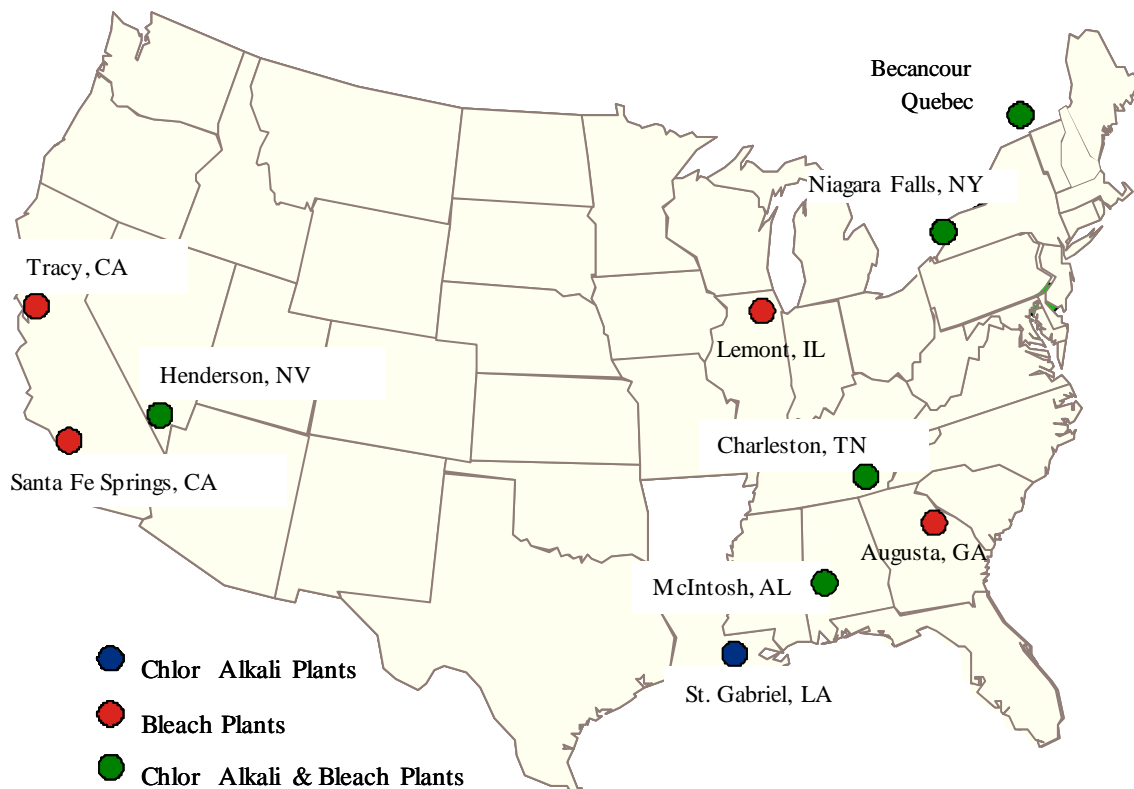 Becancour
Quebec
Niagara Falls, NY
Tracy, CA
Lemont, IL
Henderson, NV
Charleston, TN
Santa Fe Springs, CA
Augusta, GA
McIntosh, AL
St. Gabriel, LA
Chlor Alkali Plants
Bleach Plants
Chlor Alkali & Bleach Plants